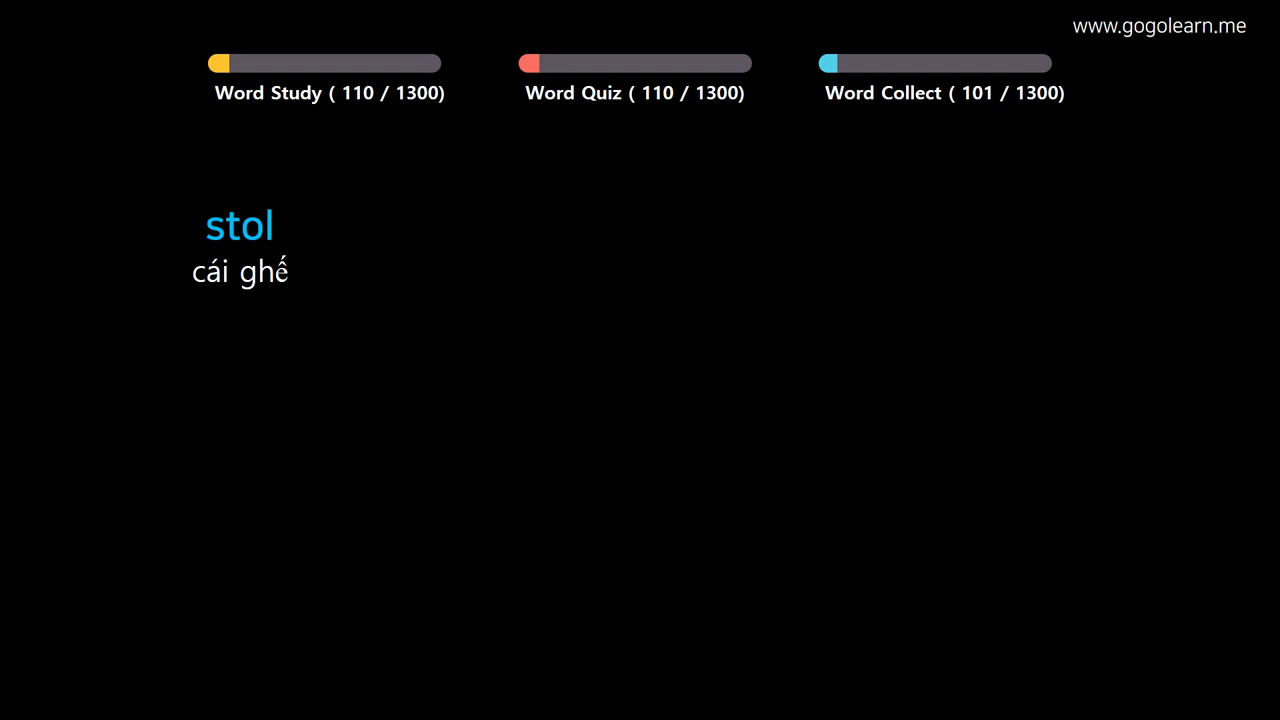 www.gogolearn.me
Word Study ( 110 / 1300)
Word Quiz ( 110 / 1300)
Word Collect ( 101 / 1300)
stol
cái ghế